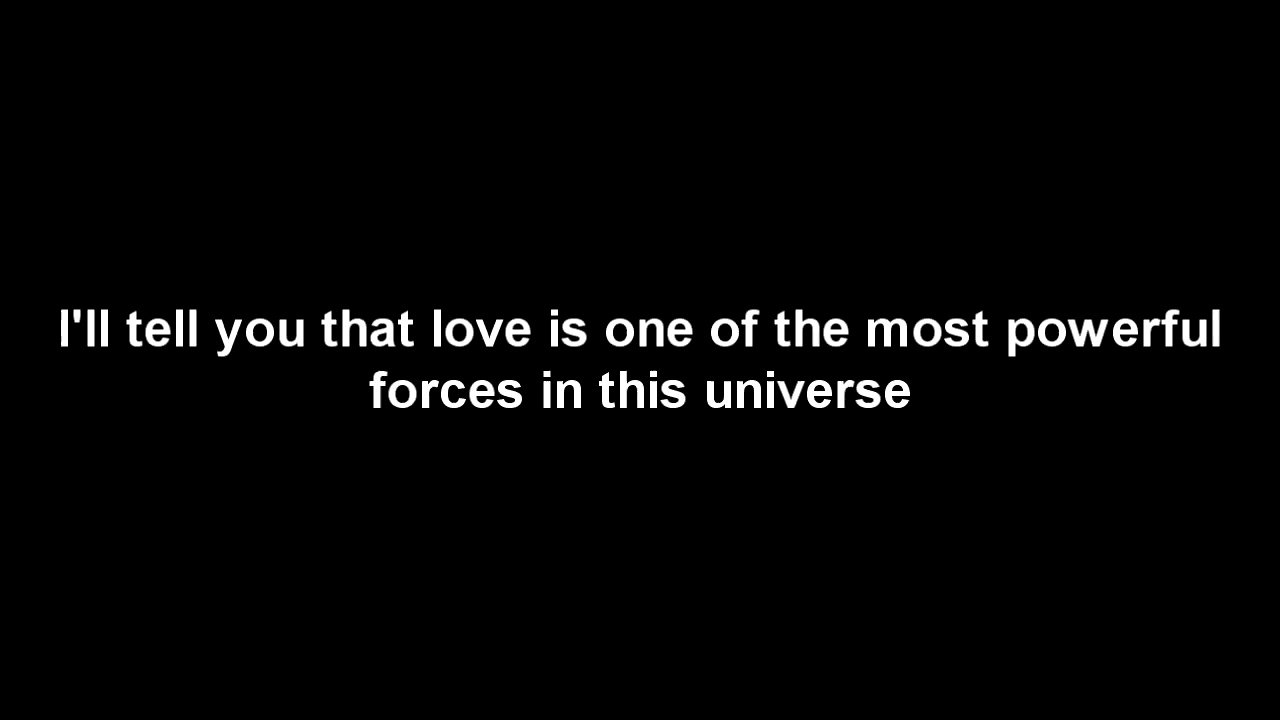 I'll tell you that love is one of the most powerful
forces in this universe